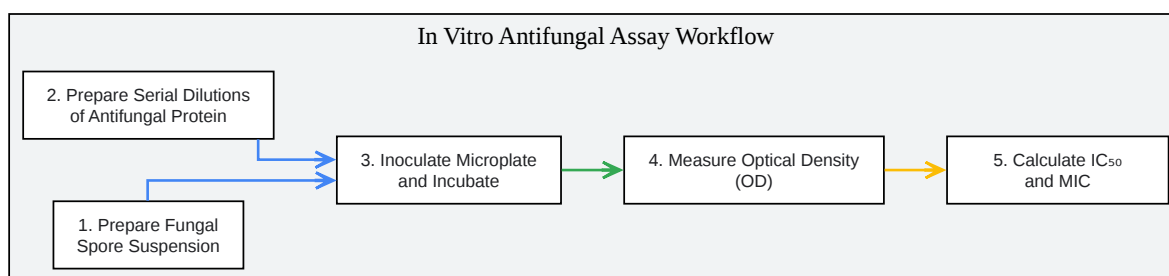 In Vitro Antifungal Assay Workflow
2. Prepare Serial Dilutions
of Antifungal Protein
1. Prepare Fungal
Spore Suspension
3. Inoculate Microplate
and Incubate
4. Measure Optical Density
(OD)
5. Calculate IC₅₀
and MIC